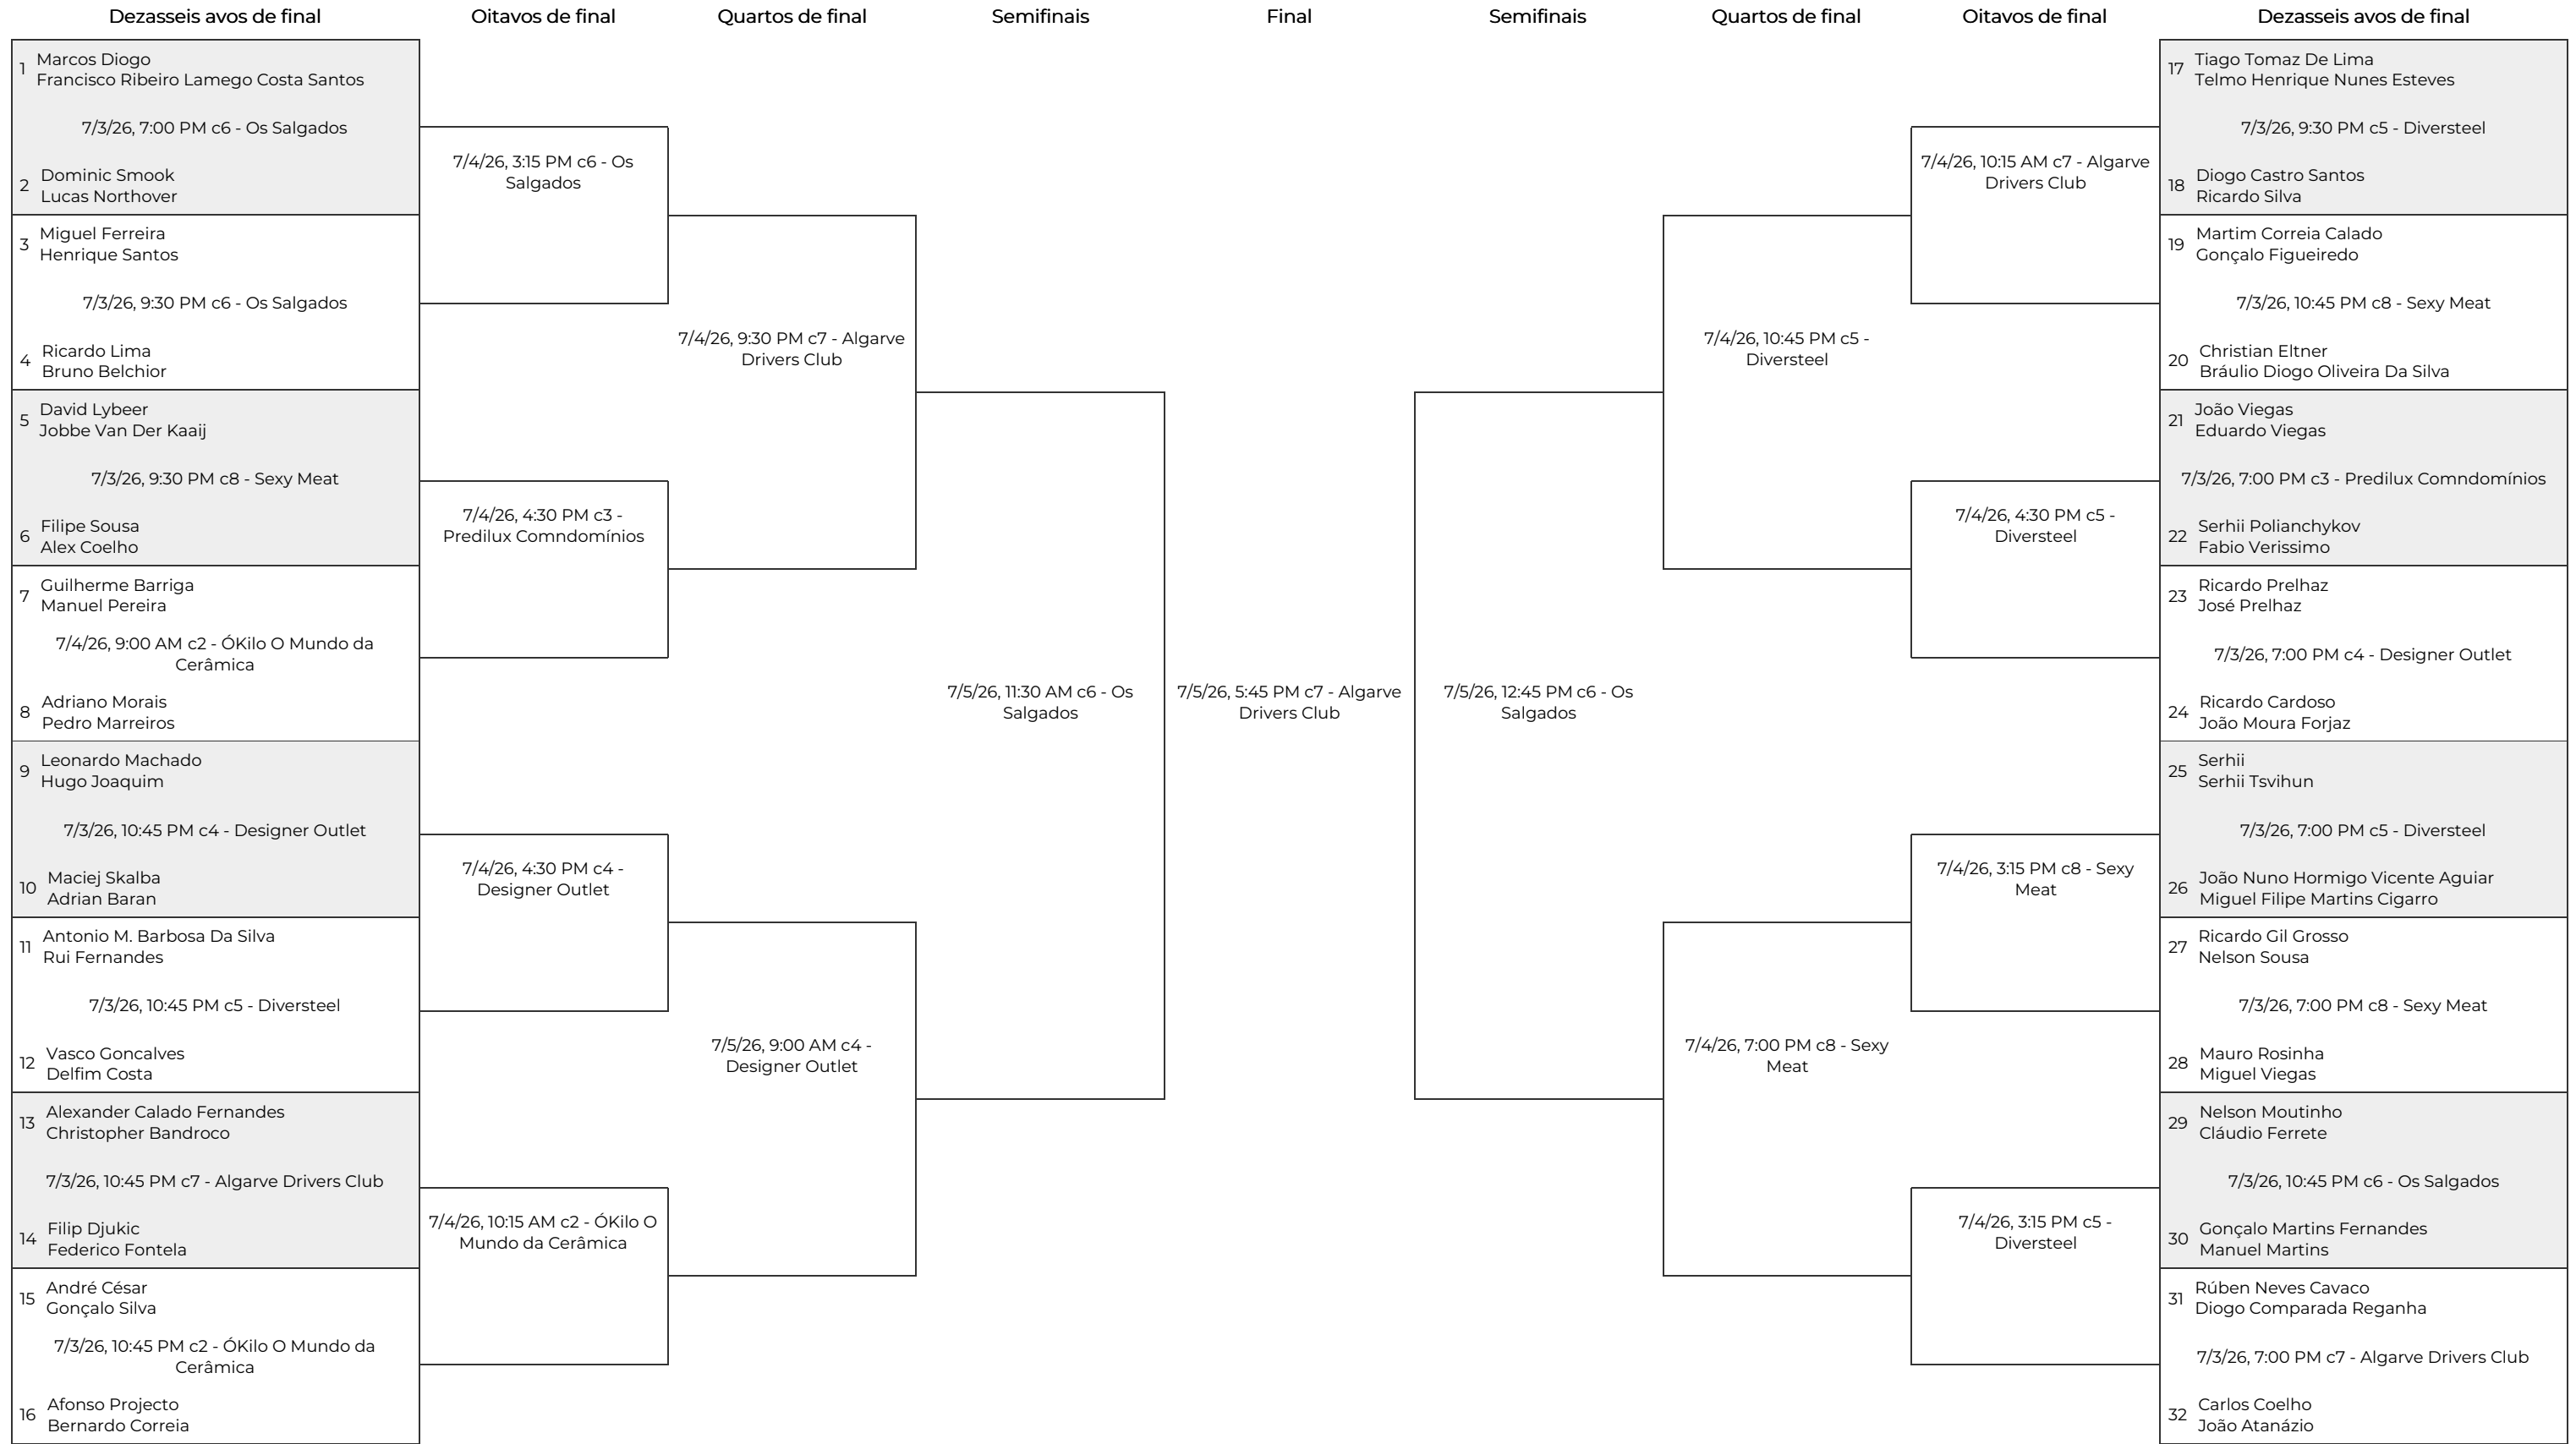 Dezasseis avos de final
Oitavos de final
Quartos de final
Semifinais
Final
Semifinais
Quartos de final
Oitavos de final
Dezasseis avos de final
1
Marcos Diogo
Francisco Ribeiro Lamego Costa Santos
7/3/26, 7:00 PM c6 - Os Salgados
2
Dominic Smook
Lucas Northover
3
Miguel Ferreira
Henrique Santos
7/3/26, 9:30 PM c6 - Os Salgados
4
Ricardo Lima
Bruno Belchior
5
David Lybeer
Jobbe Van Der Kaaij
7/3/26, 9:30 PM c8 - Sexy Meat
6
Filipe Sousa
Alex Coelho
7
Guilherme Barriga
Manuel Pereira
7/4/26, 9:00 AM c2 - ÓKilo O Mundo da
Cerâmica
8
Adriano Morais
Pedro Marreiros
9
Leonardo Machado
Hugo Joaquim
7/3/26, 10:45 PM c4 - Designer Outlet
10
Maciej Skalba
Adrian Baran
11
Antonio M. Barbosa Da Silva
Rui Fernandes
7/3/26, 10:45 PM c5 - Diversteel
12
Vasco Goncalves
Delfim Costa
13
Alexander Calado Fernandes
Christopher Bandroco
7/3/26, 10:45 PM c7 - Algarve Drivers Club
14
Filip Djukic
Federico Fontela
15
André César
Gonçalo Silva
7/3/26, 10:45 PM c2 - ÓKilo O Mundo da
Cerâmica
16
Afonso Projecto
Bernardo Correia
7/4/26, 3:15 PM c6 - Os
Salgados
7/4/26, 4:30 PM c3 -
Predilux Comndomínios
7/4/26, 4:30 PM c4 -
Designer Outlet
7/4/26, 10:15 AM c2 - ÓKilo O
Mundo da Cerâmica
7/4/26, 9:30 PM c7 - Algarve
Drivers Club
7/5/26, 9:00 AM c4 -
Designer Outlet
7/5/26, 11:30 AM c6 - Os
Salgados
7/5/26, 5:45 PM c7 - Algarve
Drivers Club
7/5/26, 12:45 PM c6 - Os
Salgados
7/4/26, 10:45 PM c5 -
Diversteel
7/4/26, 7:00 PM c8 - Sexy
Meat
7/4/26, 10:15 AM c7 - Algarve
Drivers Club
7/4/26, 4:30 PM c5 -
Diversteel
7/4/26, 3:15 PM c8 - Sexy
Meat
7/4/26, 3:15 PM c5 -
Diversteel
17
Tiago Tomaz De Lima
Telmo Henrique Nunes Esteves
7/3/26, 9:30 PM c5 - Diversteel
18
Diogo Castro Santos
Ricardo Silva
19
Martim Correia Calado
Gonçalo Figueiredo
7/3/26, 10:45 PM c8 - Sexy Meat
20
Christian Eltner
Bráulio Diogo Oliveira Da Silva
21
João Viegas
Eduardo Viegas
7/3/26, 7:00 PM c3 - Predilux Comndomínios
22
Serhii Polianchykov
Fabio Verissimo
23
Ricardo Prelhaz
José Prelhaz
7/3/26, 7:00 PM c4 - Designer Outlet
24
Ricardo Cardoso
João Moura Forjaz
25
Serhii
Serhii Tsvihun
7/3/26, 7:00 PM c5 - Diversteel
26
João Nuno Hormigo Vicente Aguiar
Miguel Filipe Martins Cigarro
27
Ricardo Gil Grosso
Nelson Sousa
7/3/26, 7:00 PM c8 - Sexy Meat
28
Mauro Rosinha
Miguel Viegas
29
Nelson Moutinho
Cláudio Ferrete
7/3/26, 10:45 PM c6 - Os Salgados
30
Gonçalo Martins Fernandes
Manuel Martins
31
Rúben Neves Cavaco
Diogo Comparada Reganha
7/3/26, 7:00 PM c7 - Algarve Drivers Club
32
Carlos Coelho
João Atanázio